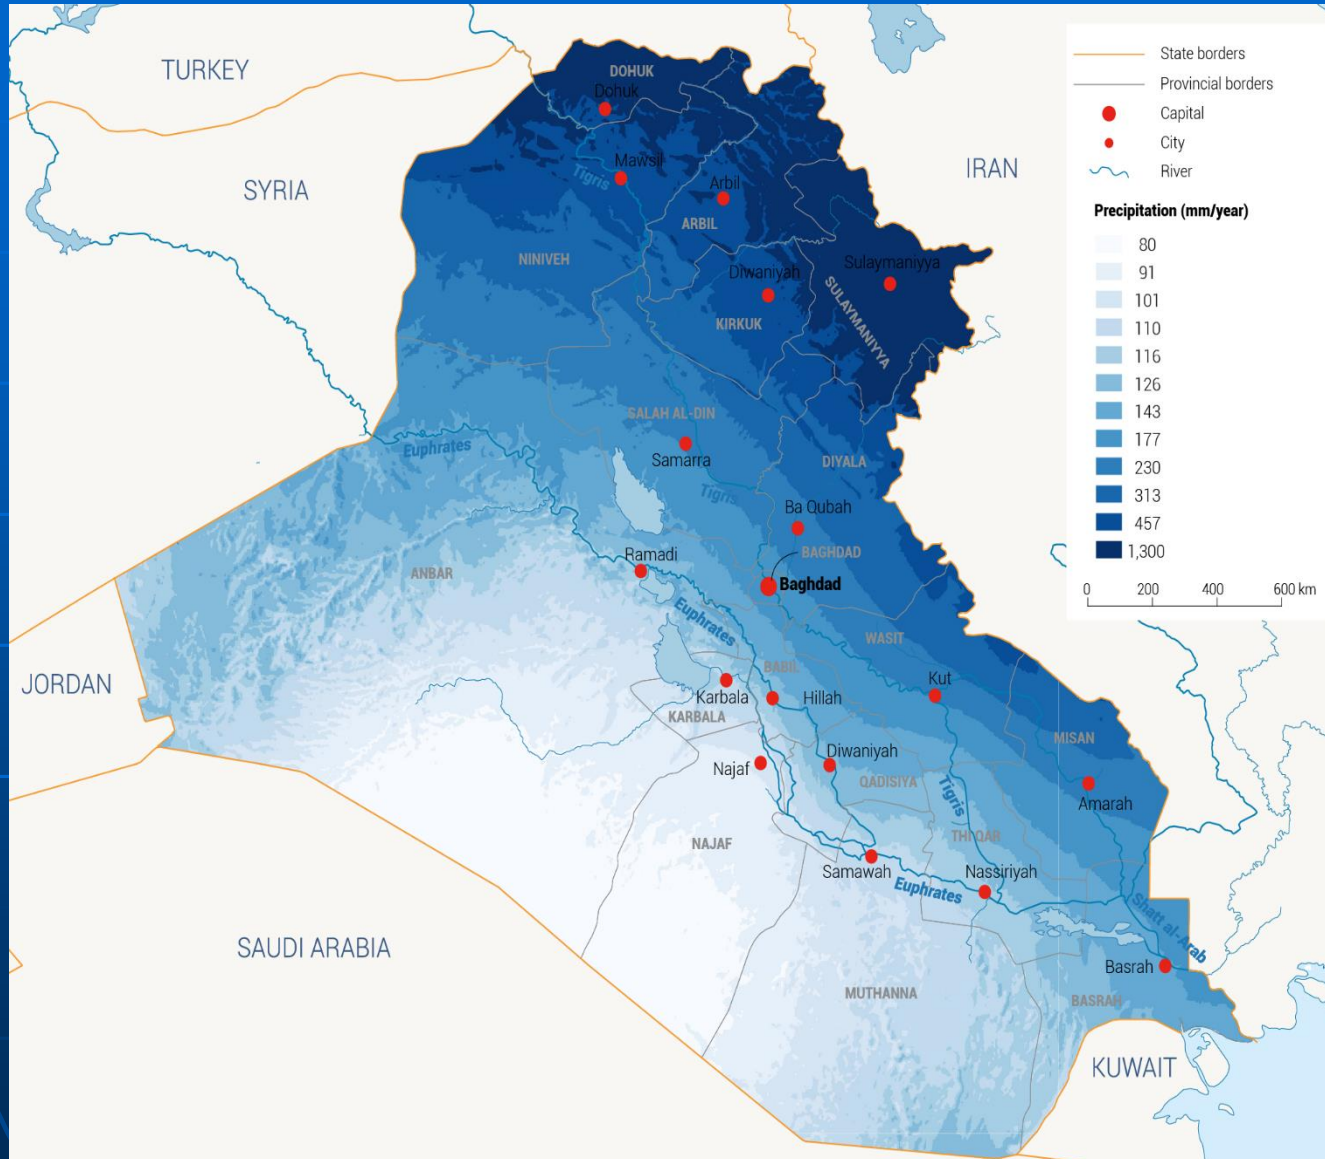 TURKEY
SYRIA
JORDAN
SAUDI ARABIA
IRAN
KUWAIT
State borders
Provincial borders
Capital
City
River
Precipitation (mm/year)
80
91
101
110
116
126
143
177
230
313
457
1,300
0 200 400 600 km
DOHUK
Dohuk
Mawsil
Tigris
Arbil
ARBIL
NINIVEH
Diwaniyah
KIRKUK
Sulaymaniyya
SULAYMANIYYA
SALAH AL-DIN
Samarra
Euphrates
DIYALA
Tigris
Ba Qubah
BAGHDAD
Baghdad
Ramadi
ANBAR
Euphrates
WASIT
BABIL
Karbala
KARBALA
Hillah
Kut
MISAN
Najaf
Diwaniyah
QADISIYA
Tigris
Amarah
NAJAF
THI QAR
Samawah
Euphrates
Nassiriyah
Shatt al-Arab
Basrah
BASRAH
MUTHANNA